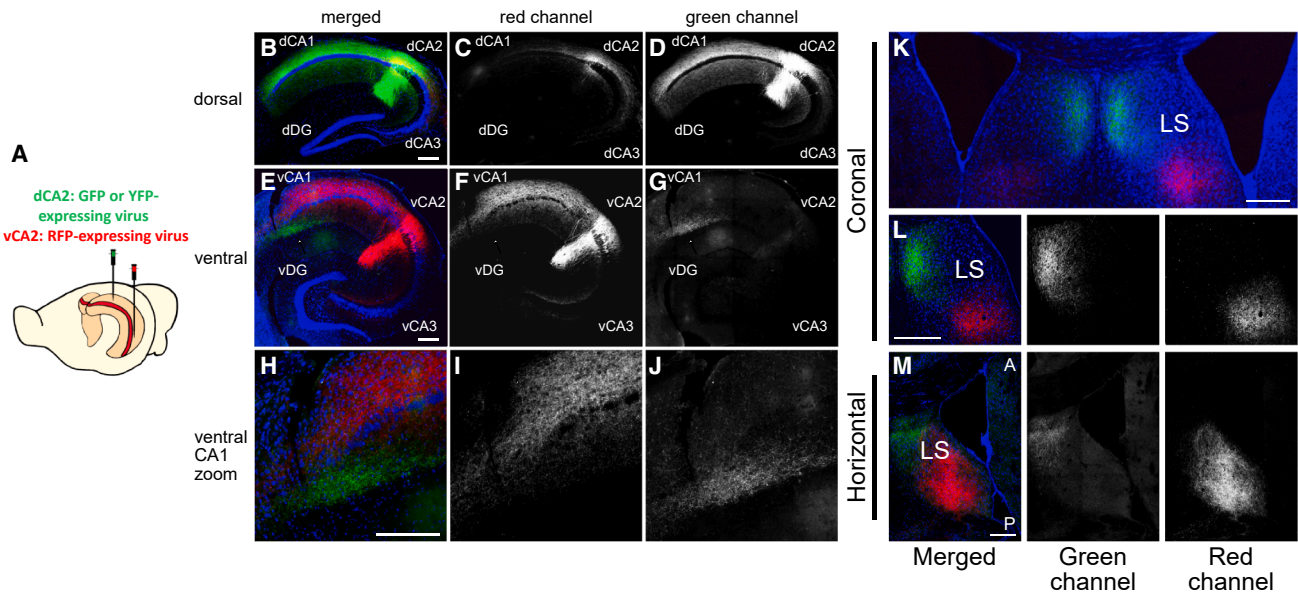 merged
red channel
green channel
A
dCA2: GFP or YFP-
expressing virus
vCA2: RFP-expressing virus
dorsal
B
dCA1
dCA2
dDG
dCA3
C
dCA1
dCA2
dCA3
D
dCA1
dCA2
dDG
dCA3
ventral
E
vCA1
vCA2
vDG
vCA3
F
vCA1
vCA2
vDG
vCA3
G
vCA1
vCA2
vDG
vCA3
ventral
CA1
zoom
H
I
J
Coronal
K
LS
L
LS
Horizontal
M
A
LS
P
Merged
Green
channel
Red
channel